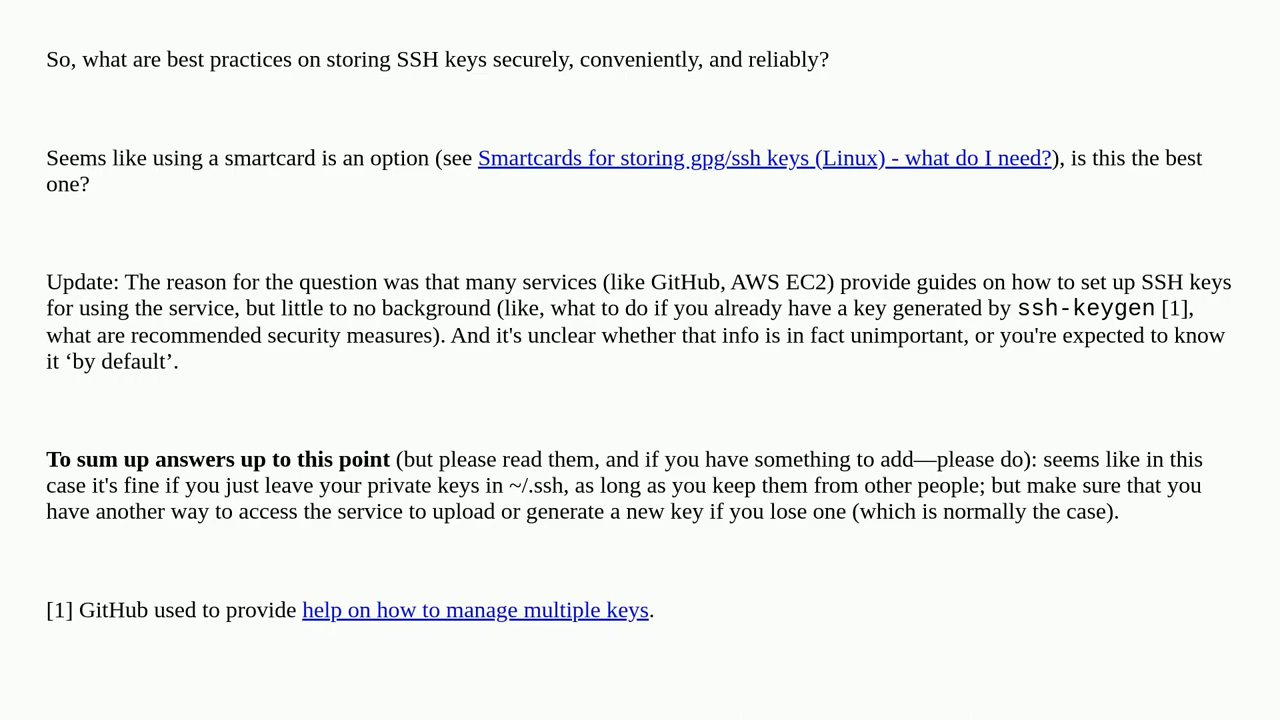 So, what are best practices on storing SSH keys securely, conveniently, and reliably?
Seems like using a smartcard is an option (see Smartcards for storing gpg/ssh keys (Linux) - what do I need?), is this the best
one?
Update: The reason for the question was that many services (like GitHub, AWS EC2) provide guides on how to set up SSH keys
for using the service, but little to no background (like, what to do if you already have a key generated by ssh-keygen [1],
what are recommended security measures). And it's unclear whether that info is in fact unimportant, or you're expected to know
it ‘by default’.
To sum up answers up to this point (but please read them, and if you have something to add—please do): seems like in this
case it's fine if you just leave your private keys in ~/.ssh, as long as you keep them from other people; but make sure that you
have another way to access the service to upload or generate a new key if you lose one (which is normally the case).
[1] GitHub used to provide help on how to manage multiple keys.